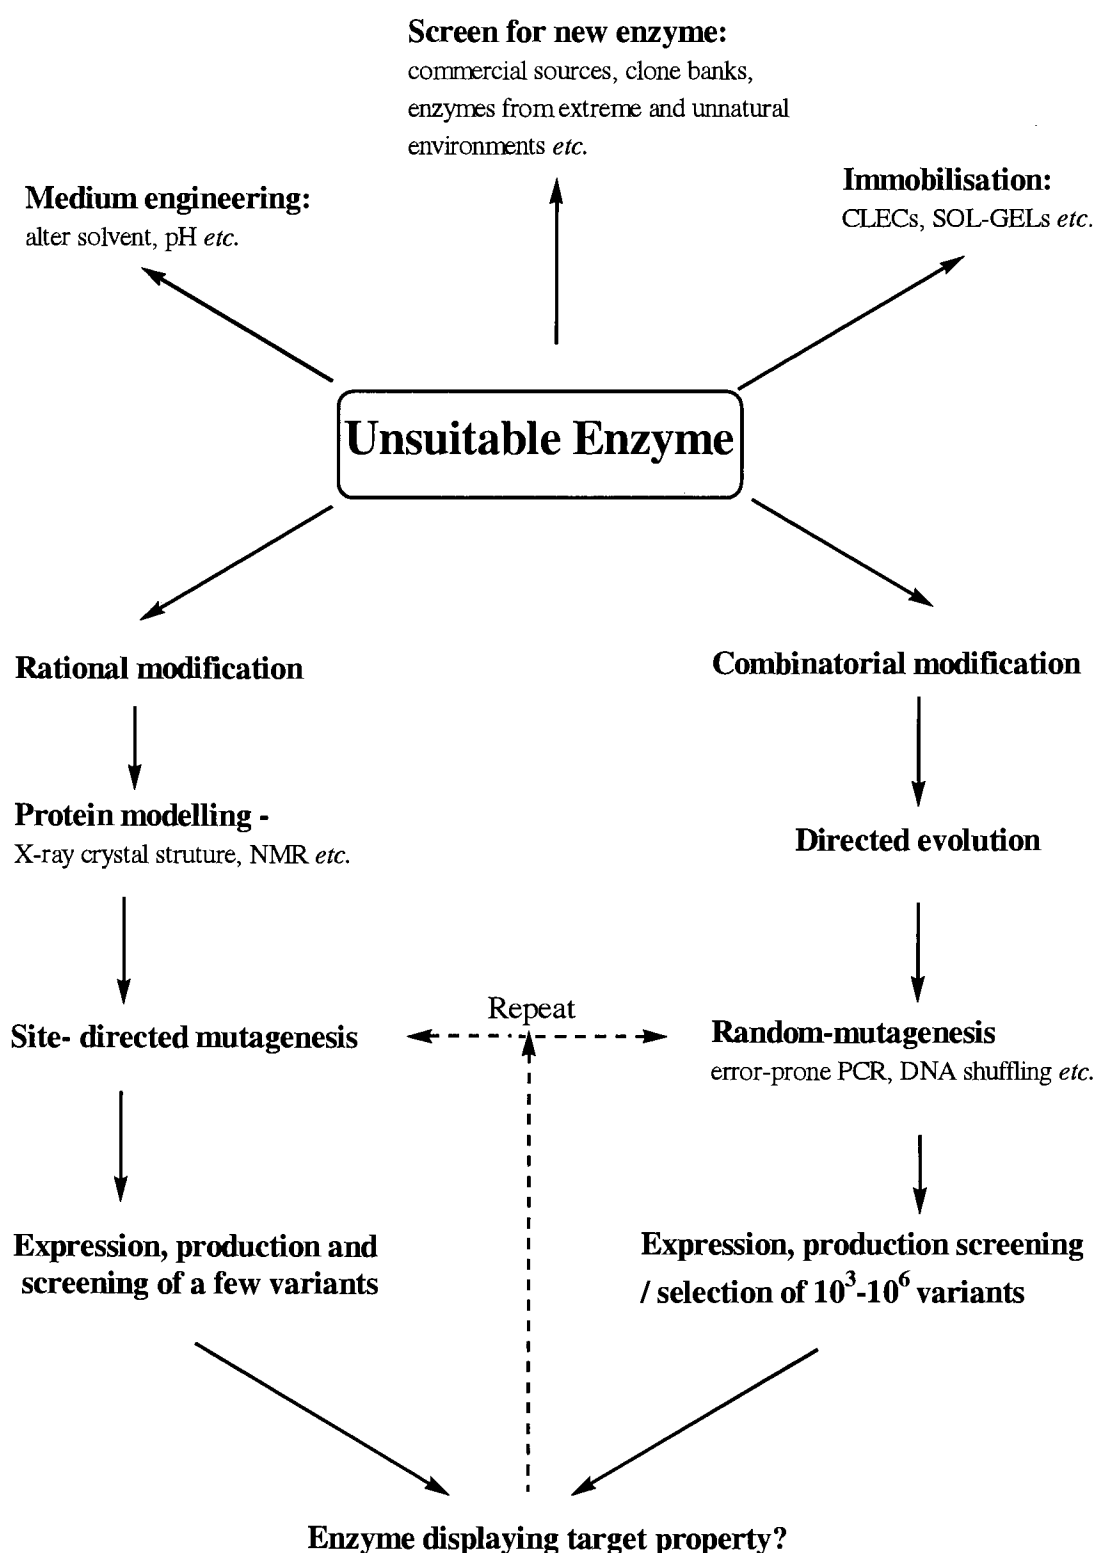 Screen for new enzyme:
commercial sources, clone banks,
enzymes from extreme and unnatural
environments etc.
Medium engineering:
alter solvent, pH etc.
Immobilisation:
CLECs, SOL-GELs etc.
Unsuitable Enzyme
Rational modification
Combinatorial modification
Protein modelling -
X-ray crystal struture, NMR etc.
Directed evolution
Repeat
Site- directed mutagenesis
Random-mutagenesis
error-prone PCR, DNA shuffling etc.
Expression, production and
screening of a few variants
Expression, production screening
/ selection of 10³-10⁶ variants
Enzyme displaying target property?